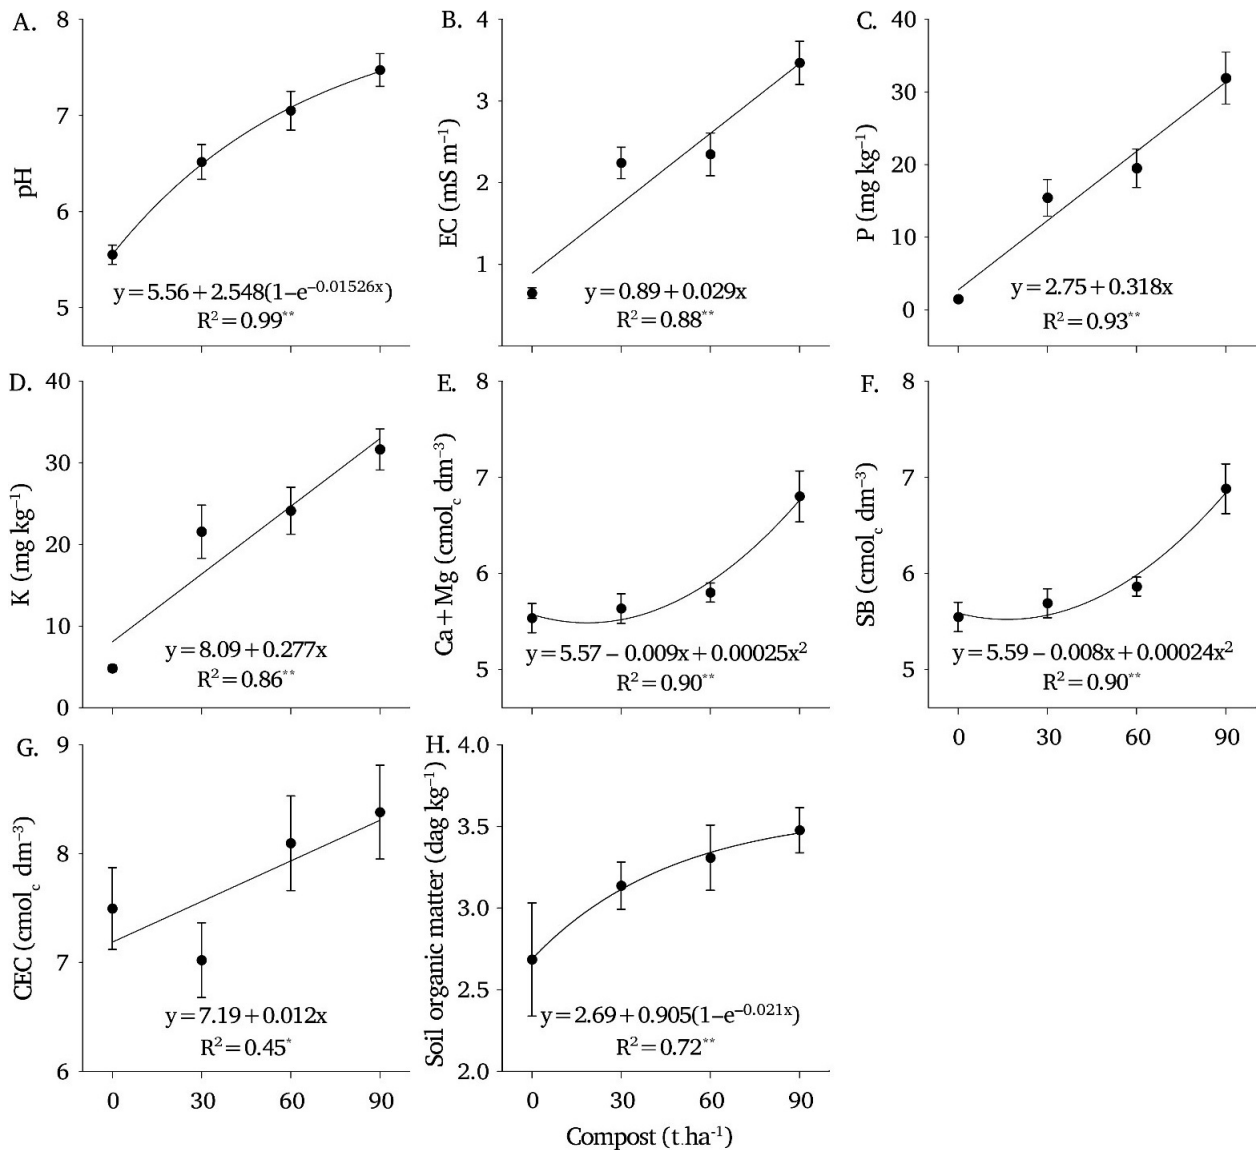 A.
8
7
6
5
pH
y=5.56+2.548(1–e^–0.01526x)
R²=0.99**
B.
4
3
2
1
EC (mS m⁻¹)
y=0.89+0.029x
R²=0.88**
C.
40
30
20
10
0
P (mg kg⁻¹)
y=2.75+0.318x
R²=0.93**
D.
40
30
20
10
0
K (mg kg⁻¹)
y=8.09+0.277x
R²=0.86**
E.
8
7
6
5
Ca+Mg (cmol_c dm⁻³)
y=5.57–0.009x+0.00025x²
R²=0.90**
F.
8
7
6
5
SB (cmol_c dm⁻³)
y=5.59–0.008x+0.00024x²
R²=0.90**
0 30 60 90
G.
9
8
7
6
CEC (cmol_c dm⁻³)
y=7.19+0.012x
R²=0.45*
0 30 60 90
H.
4.0
3.5
3.0
2.5
2.0
Soil organic matter (dag kg⁻¹)
y=2.69+0.905(1–e^–0.021x)
R²=0.72**
0 30 60 90
Compost (t.ha⁻¹)